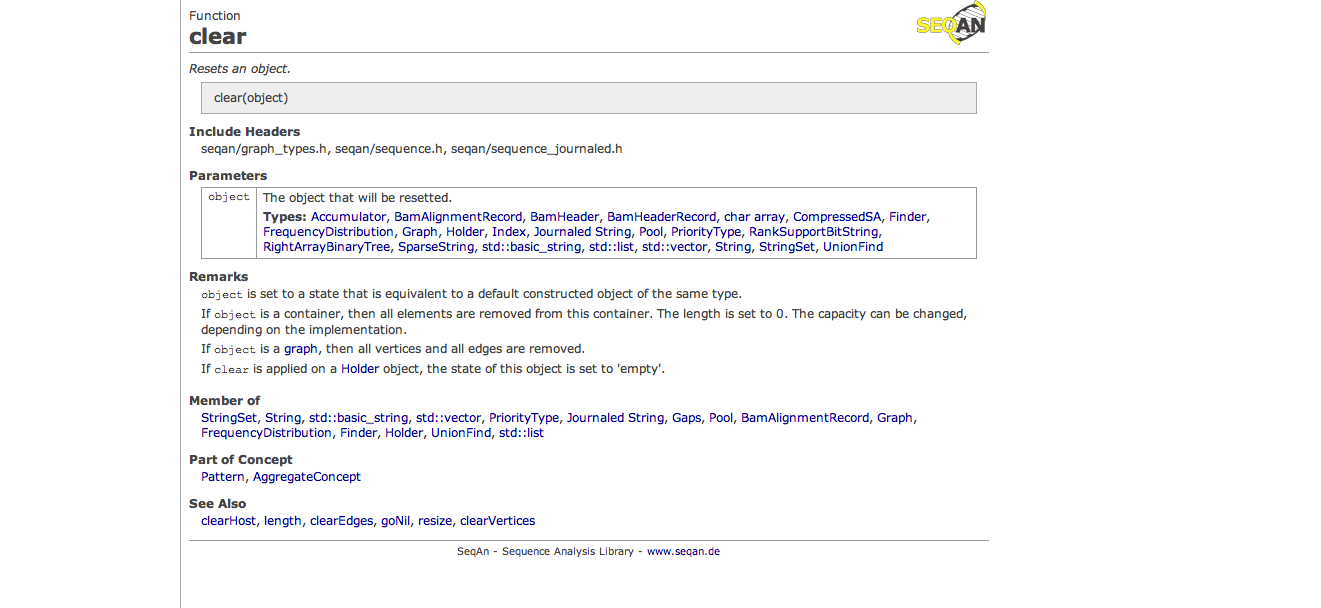 Function
clear
SEQAN
Resets an object.
clear(object)
Include Headers
seqan/graph_types.h, seqan/sequence.h, seqan/sequence_journaled.h
Parameters
object
The object that will be resetted.
Types: Accumulator, BamAlignmentRecord, BamHeader, BamHeaderRecord, char array, CompressedSA, Finder,
FrequencyDistribution, Graph, Holder, Index, Journaled String, Pool, PriorityType, RankSupportBitString,
RightArrayBinaryTree, SparseString, std::basic_string, std::list, std::vector, String, StringSet, UnionFind
Remarks
object is set to a state that is equivalent to a default constructed object of the same type.
If object is a container, then all elements are removed from this container. The length is set to 0. The capacity can be changed,
depending on the implementation.
If object is a graph, then all vertices and all edges are removed.
If clear is applied on a Holder object, the state of this object is set to 'empty'.
Member of
StringSet, String, std::basic_string, std::vector, PriorityType, Journaled String, Gaps, Pool, BamAlignmentRecord, Graph,
FrequencyDistribution, Finder, Holder, UnionFind, std::list
Part of Concept
Pattern, AggregateConcept
See Also
clearHost, length, clearEdges, goNil, resize, clearVertices
SeqAn - Sequence Analysis Library - www.seqan.de